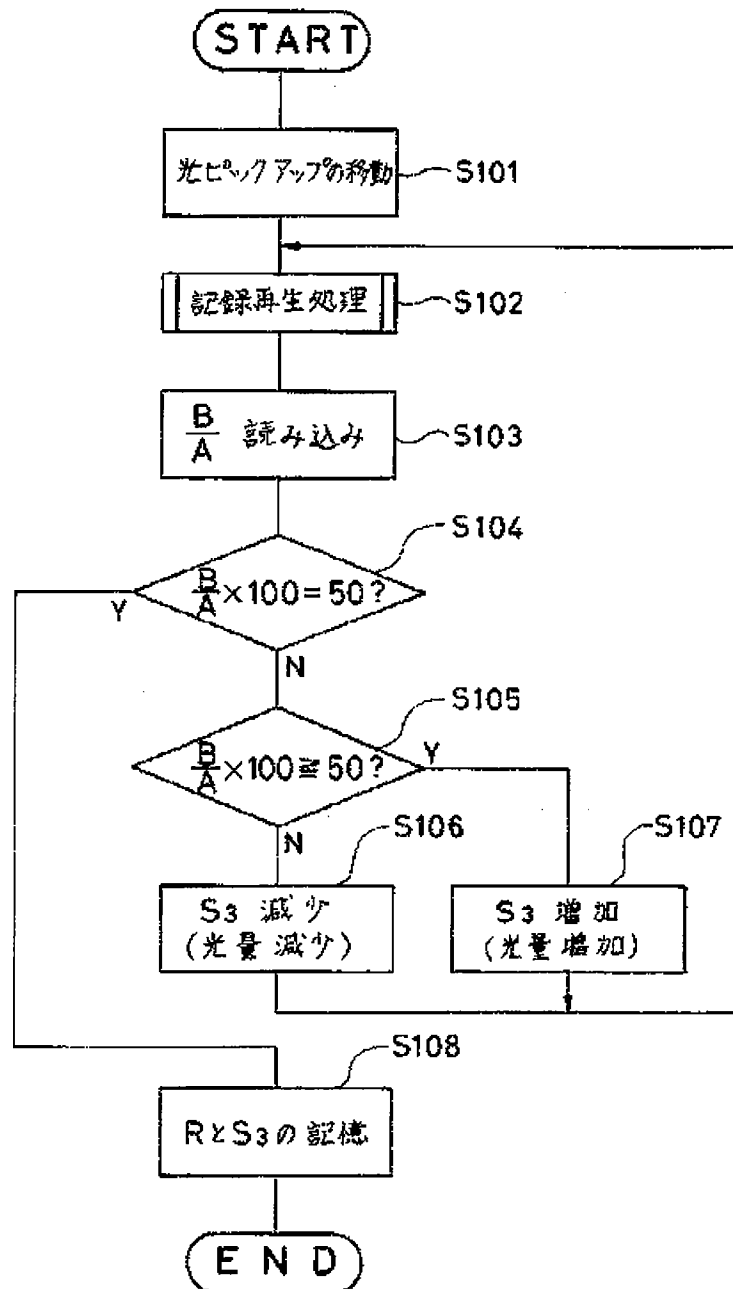 START
光ピックアップの移動
S101
記録再生処理
S102
B/A 読み込み
S103
S104
B/A×100=50?
Y
N
S105
B/A×100≧50?
Y
N
S106
S107
S3 減少
(光量減少)
S3 増加
(光量増加)
S108
RとS3の記憶
END